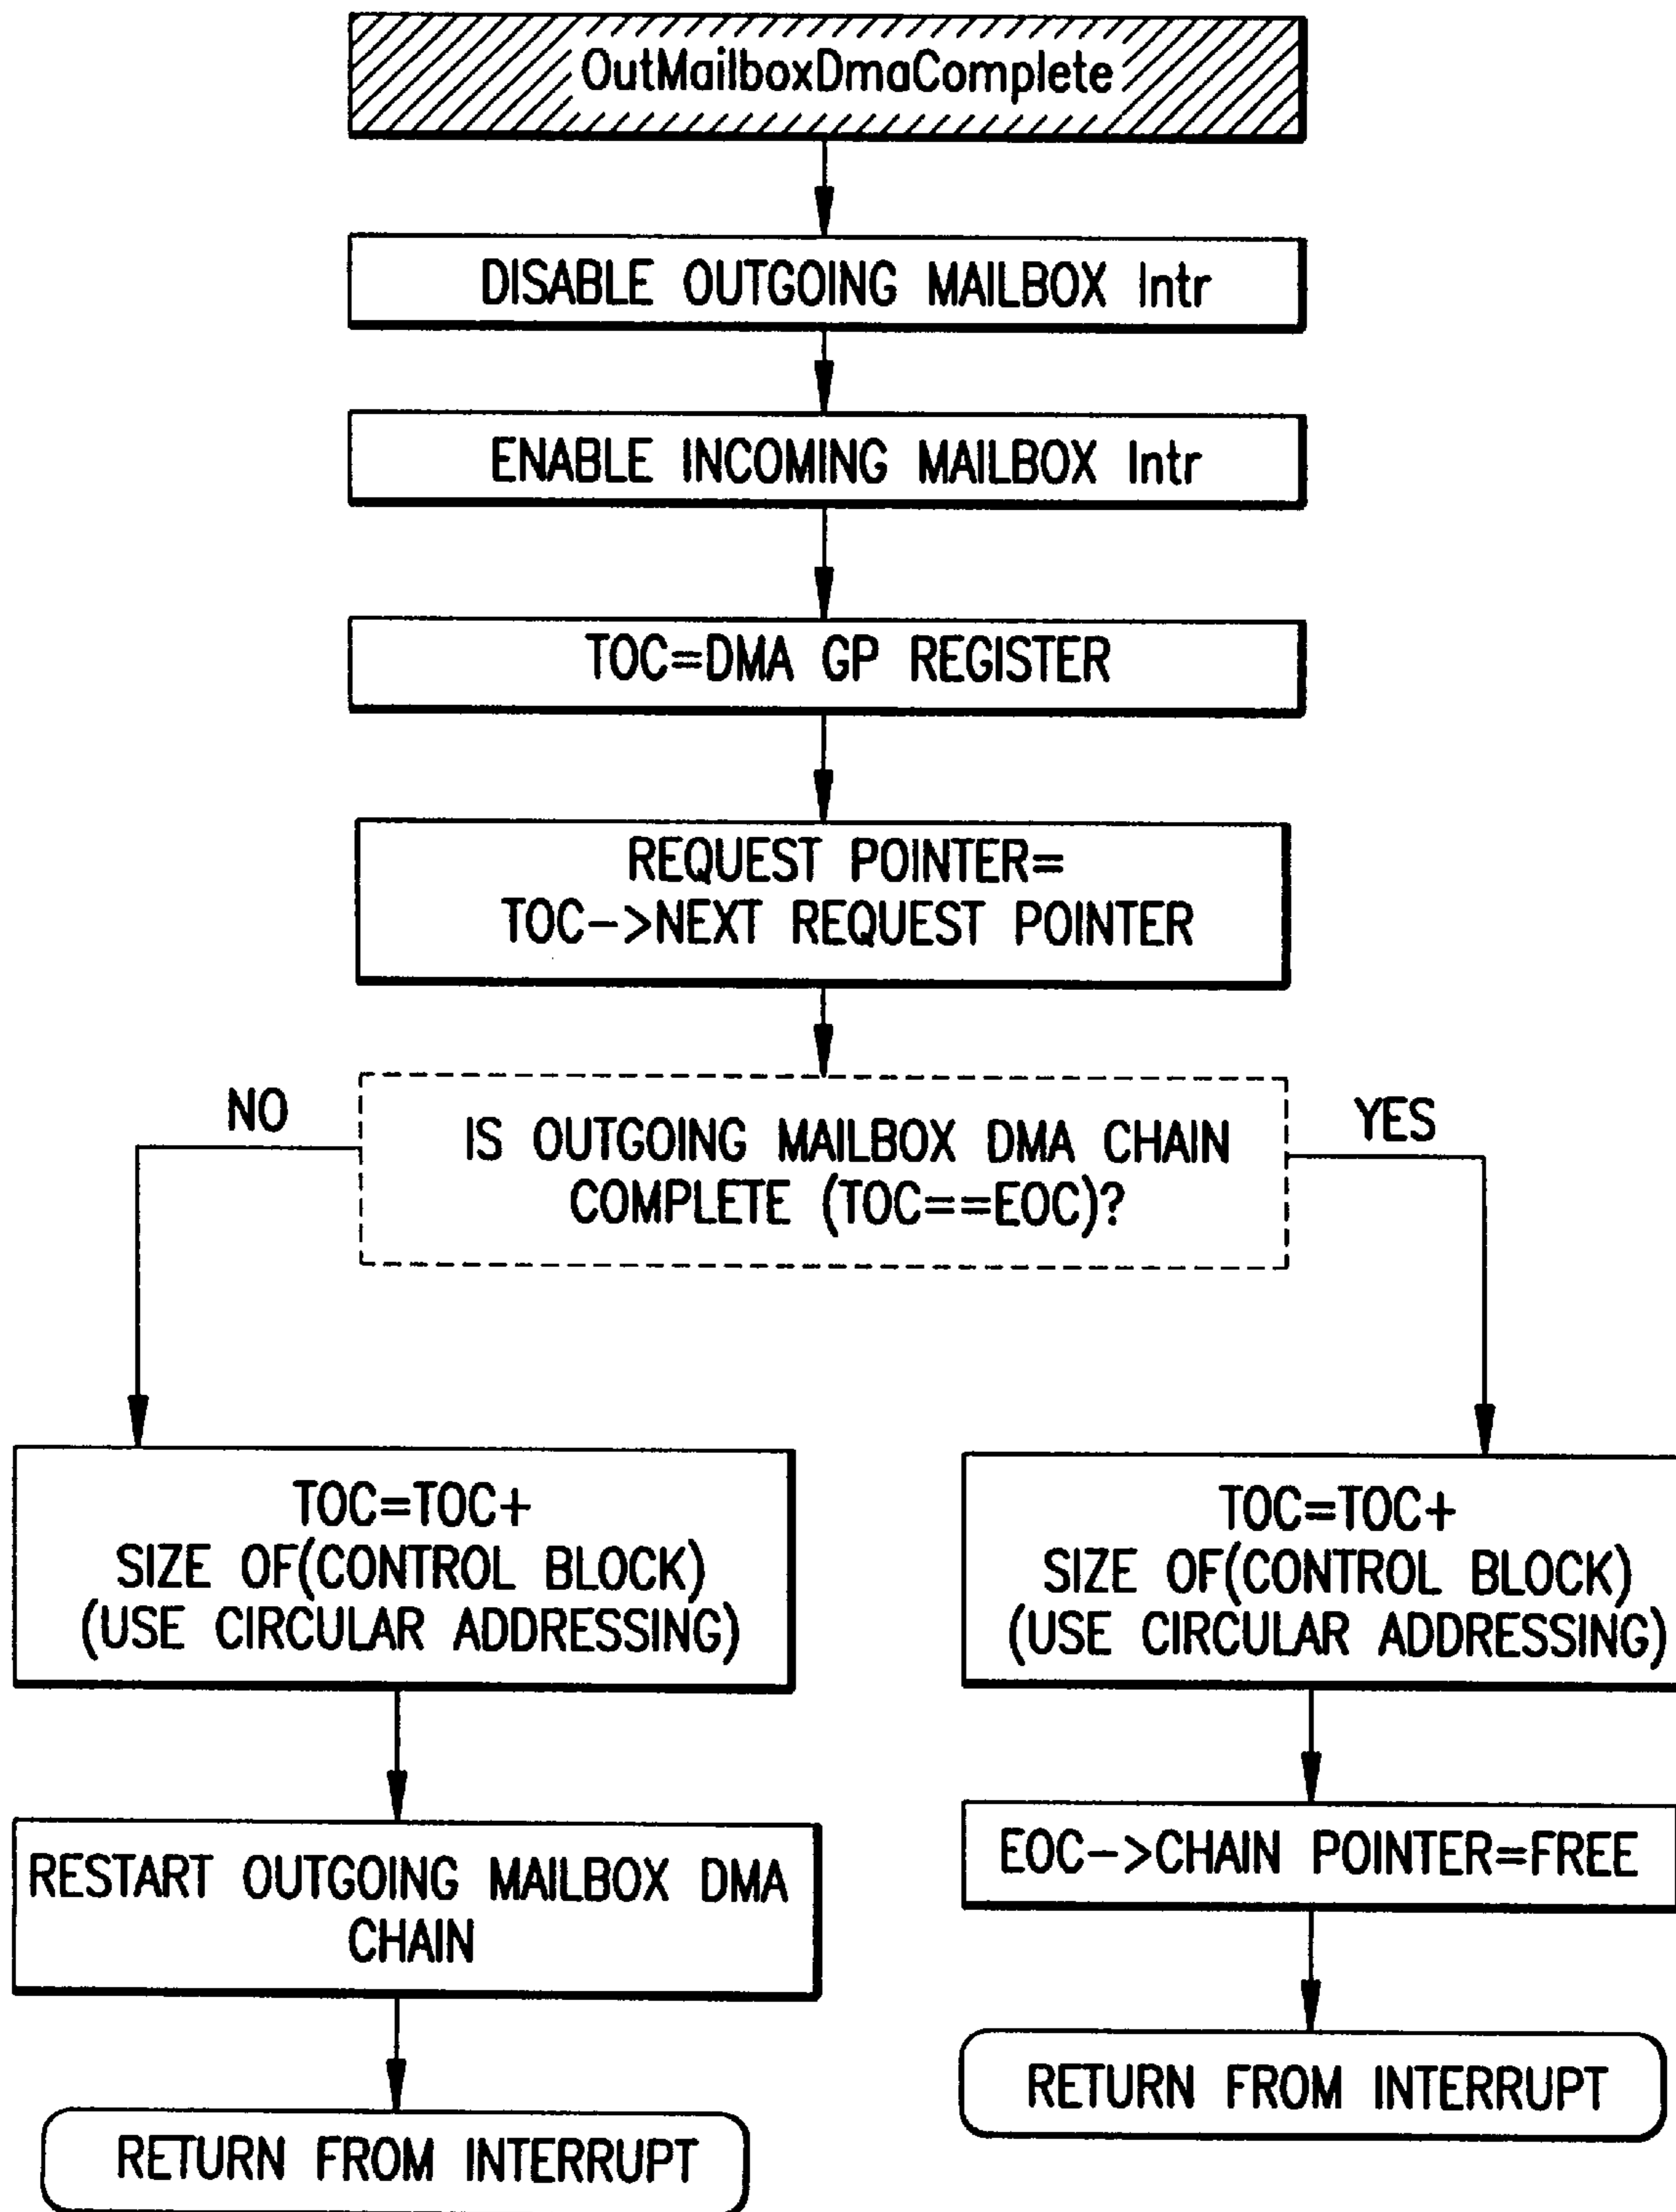 OutMailboxDmaComplete
DISABLE OUTGOING MAILBOX Intr
ENABLE INCOMING MAILBOX Intr
TOC=DMA GP REGISTER
REQUEST POINTER=
TOC->NEXT REQUEST POINTER
IS OUTGOING MAILBOX DMA CHAIN
COMPLETE (TOC==EOC)?
NO
YES
TOC=TOC+
SIZE OF(CONTROL BLOCK)
(USE CIRCULAR ADDRESSING)
RESTART OUTGOING MAILBOX DMA
CHAIN
RETURN FROM INTERRUPT
TOC=TOC+
SIZE OF(CONTROL BLOCK)
(USE CIRCULAR ADDRESSING)
EOC->CHAIN POINTER=FREE
RETURN FROM INTERRUPT